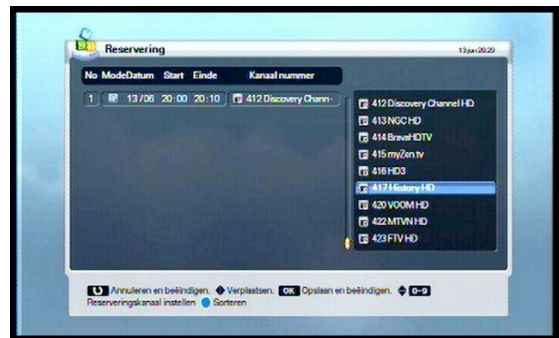 Reservering
13 jun 20:29
No Mode Datum Start Einde Kanaal nummer
1 13/06 20:00 20:10 412 Discovery Chann
412 Discovery Channel HD
413 NGC HD
414 BravaHDTV
415 myZen.tv
416 HD3
417 History HD
420 VOOM HD
422 MTVN HD
423 FTV HD
Annuleren en beëindigen. Verplaatsen. OK Opslaan en beëindigen. 0-9
Reserveringskanaal instellen Sorteren